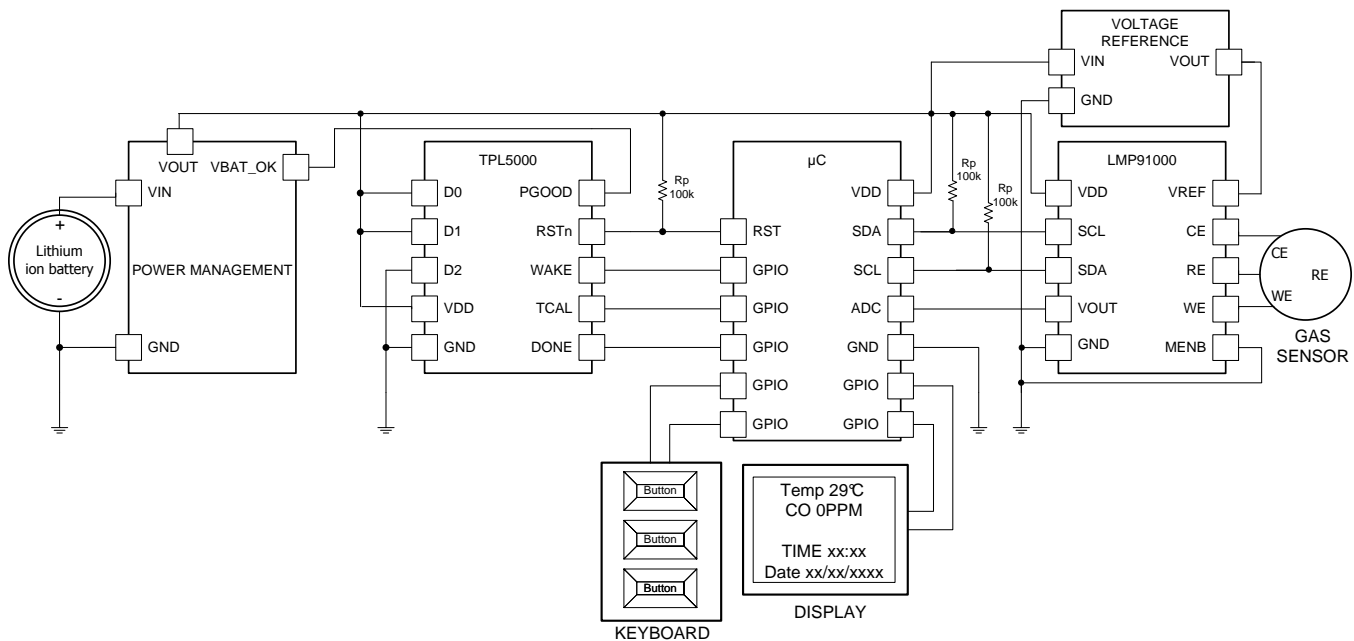 VOLTAGE
REFERENCE
VIN
VOUT
GND
VOUT
VBAT_OK
VIN
+
Lithium
ion battery
-
POWER MANAGEMENT
GND
TPL5000
D0
PGOOD
D1
RSTn
D2
WAKE
VDD
TCAL
GND
DONE
Rp
100k
µC
VDD
RST
SDA
GPIO
SCL
GPIO
ADC
GPIO
GND
GPIO
GPIO
GPIO
GPIO
Rp
100k
Rp
100k
LMP91000
VDD
VREF
SCL
CE
SDA
RE
VOUT
WE
GND
MENB
CE
RE
WE
GAS
SENSOR
Button
Button
Button
KEYBOARD
Temp 29°C
CO 0PPM
TIME xx:xx
Date xx/xx/xxxx
DISPLAY